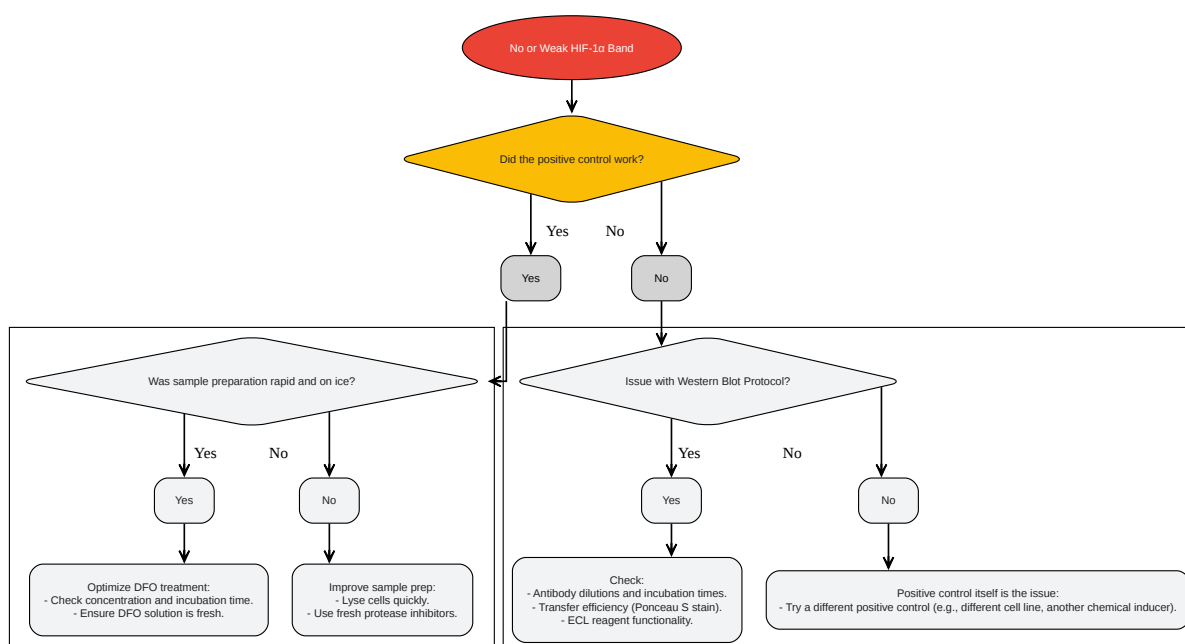 No or Weak HIF-1α Band
Did the positive control work?
Yes
No
Yes
No
Was sample preparation rapid and on ice?
Issue with Western Blot Protocol?
Yes
No
Yes
No
Yes
No
Yes
No
Optimize DFO treatment:
- Check concentration and incubation time.
- Ensure DFO solution is fresh.
Improve sample prep:
- Lyse cells quickly.
- Use fresh protease inhibitors.
Check:
- Antibody dilutions and incubation times.
- Transfer efficiency (Ponceau S stain).
- ECL reagent functionality.
Positive control itself is the issue:
- Try a different positive control (e.g., different cell line, another chemical inducer).